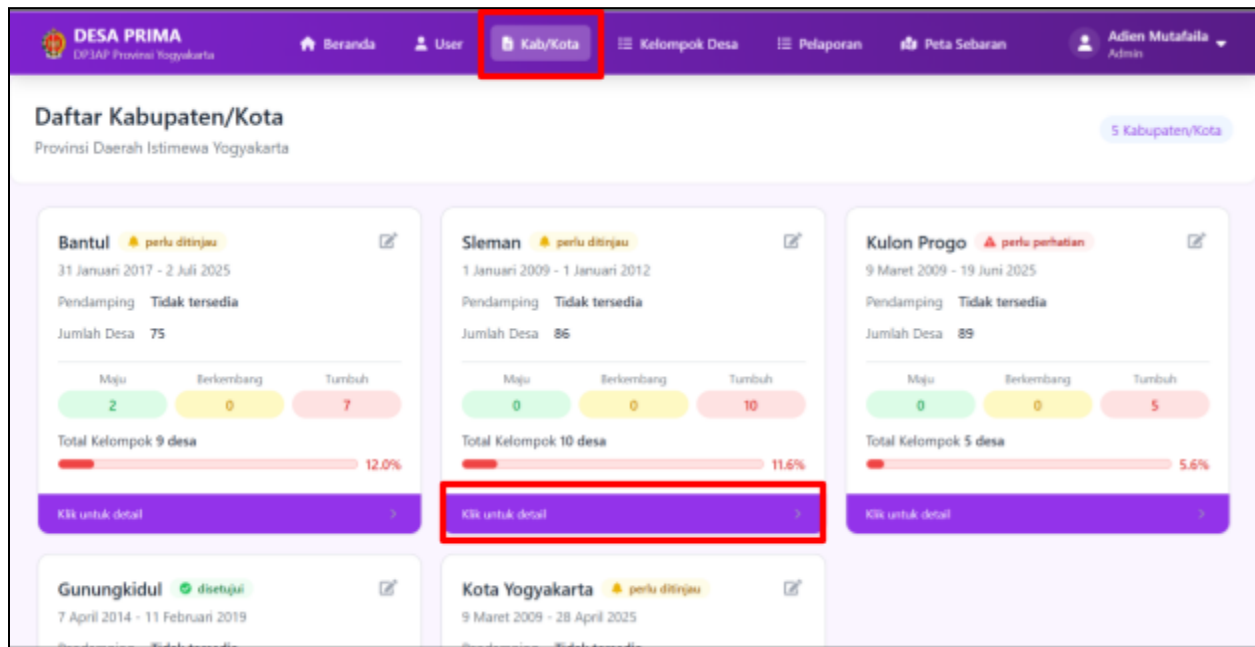 DESA PRIMA
DP3AP Provinsi Yogyakarta
Beranda
User
Kab/Kota
Kelompok Desa
Pelaporan
Peta Sebaran
Adien Mutafaila
Admin
Daftar Kabupaten/Kota
Provinsi Daerah Istimewa Yogyakarta
5 Kabupaten/Kota
Bantul perlu ditinjau
31 Januari 2017 - 2 Juli 2025
Pendamping Tidak tersedia
Jumlah Desa 75
Maju Berkembang Tumbuh
2 0 7
Total Kelompok 9 desa
12.0%
Klik untuk detail
Sleman perlu ditinjau
1 Januari 2009 - 1 Januari 2012
Pendamping Tidak tersedia
Jumlah Desa 86
Maju Berkembang Tumbuh
0 0 10
Total Kelompok 10 desa
11.6%
Klik untuk detail
Kulon Progo perlu perhatian
9 Maret 2009 - 19 Juni 2025
Pendamping Tidak tersedia
Jumlah Desa 89
Maju Berkembang Tumbuh
0 0 5
Total Kelompok 5 desa
5.6%
Klik untuk detail
Gunungkidul disetujui
7 April 2014 - 11 Februari 2019
Pendamping Tidak tersedia
Kota Yogyakarta perlu ditinjau
9 Maret 2009 - 28 April 2025
Pendamping Tidak tersedia